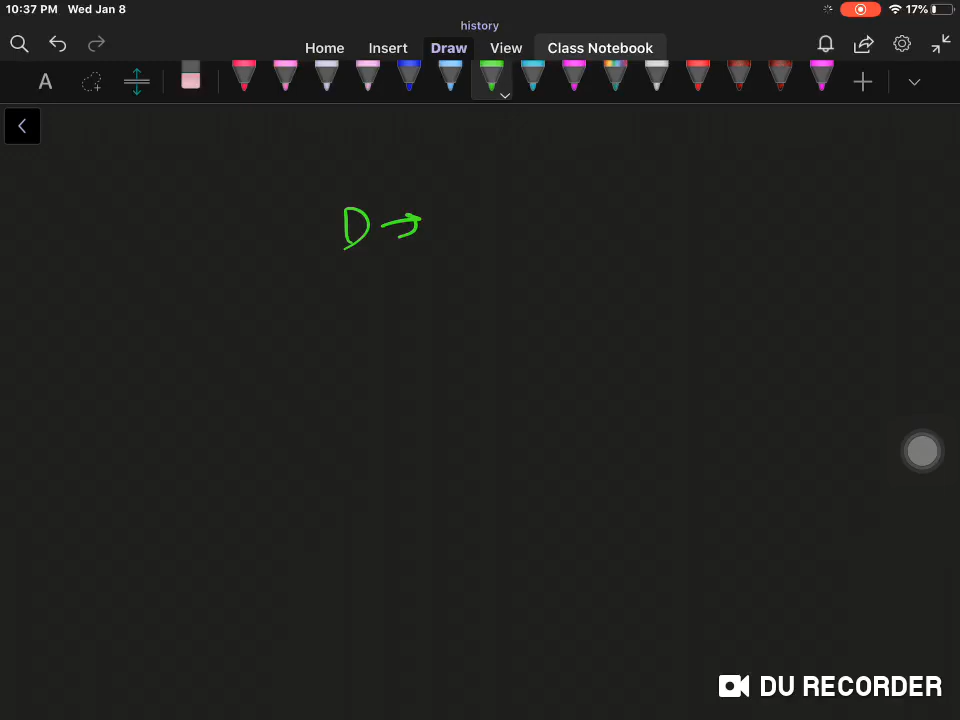 10:37 PM Wed Jan 8 17%
history
Home Insert Draw View Class Notebook
A
D →
DU RECORDER